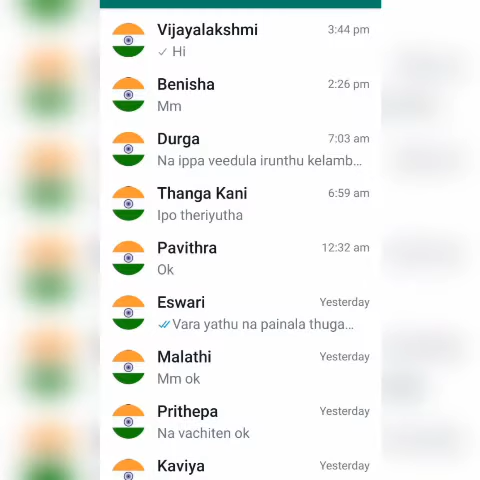 Vijayalakshmi 3:44 pm
Hi
Benisha 2:26 pm
Mm
Durga 7:03 am
Na ippa veedula irunthu kelamb...
Thanga Kani 6:59 am
Ipo theriyutha
Pavithra 12:32 am
Ok
Eswari Yesterday
Vara yathu na painala thuga...
Malathi Yesterday
Mm ok
Prithepa Yesterday
Na vachiten ok
Kaviya Yesterday